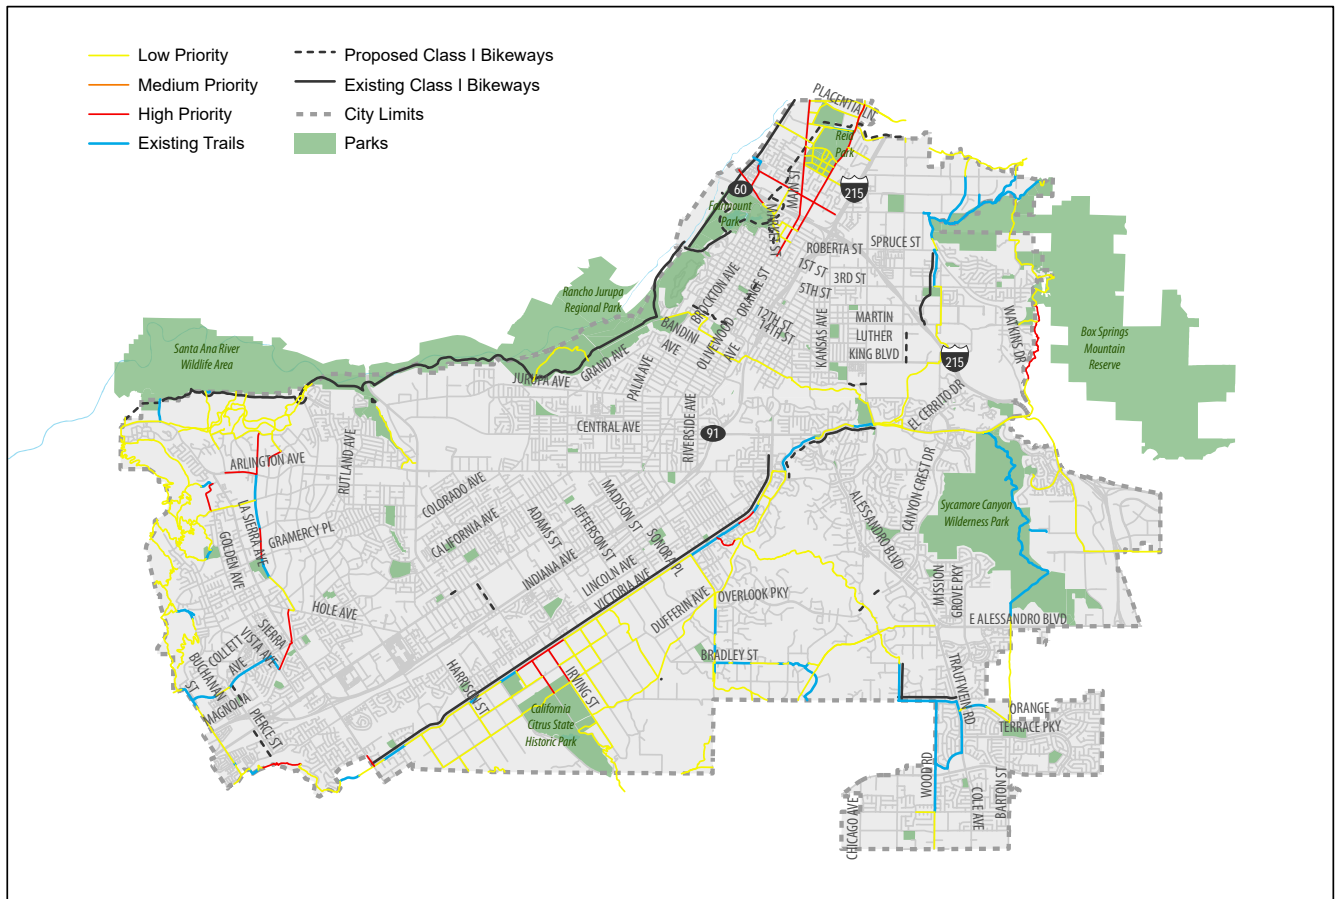 Low Priority
Medium Priority
High Priority
Existing Trails
Proposed Class I Bikeways
Existing Class I Bikeways
City Limits
Parks
PLACENTIA LN
Reid
Park
60
215
MAIN ST
Fairmount
Park
MARKET ST
ROBERTA ST
SPRUCE ST
1ST ST
3RD ST
5TH ST
BROCKTON AVE
ORANGE ST
12TH ST
14TH ST
KANSAS AVE
MARTIN
LUTHER
KING BLVD
WATKINS DR
Box Springs
Mountain
Reserve
Rancho Jurupa
Regional Park
BANDINI
AVE
OLIVEWOOD
AVE
215
Santa Ana River
Wildlife Area
JURUPA AVE
GRAND AVE
PALM AVE
RIVERSIDE AVE
EL CERRITO DR
CENTRAL AVE
91
RUTLAND AVE
ARLINGTON AVE
COLORADO AVE
MADISON ST
ALESSANDRO BLVD
CANYON CREST DR
Sycamore Canyon
Wilderness Park
LA SIERRA AVE
GOLDEN AVE
GRAMERCY PL
CALIFORNIA AVE
ADAMS ST
JEFFERSON ST
SONORA PL
INDIANA AVE
LINCOLN AVE
VICTORIA AVE
HOLE AVE
DUFFERIN AVE
OVERLOOK PKY
MISSION
GROVE PKY
E ALESSANDRO BLVD
SIERRA
VISTA AVE
COLLETT
AVE
BUCHANAN
ST
MAGNOLIA
PIERCE ST
HARRISON ST
IRVING ST
BRADLEY ST
TRAUTWEIN RD
California
Citrus State
Historic Park
ORANGE
TERRACE PKY
WOOD RD
COLE AVE
BARTON ST
CHICAGO AVE